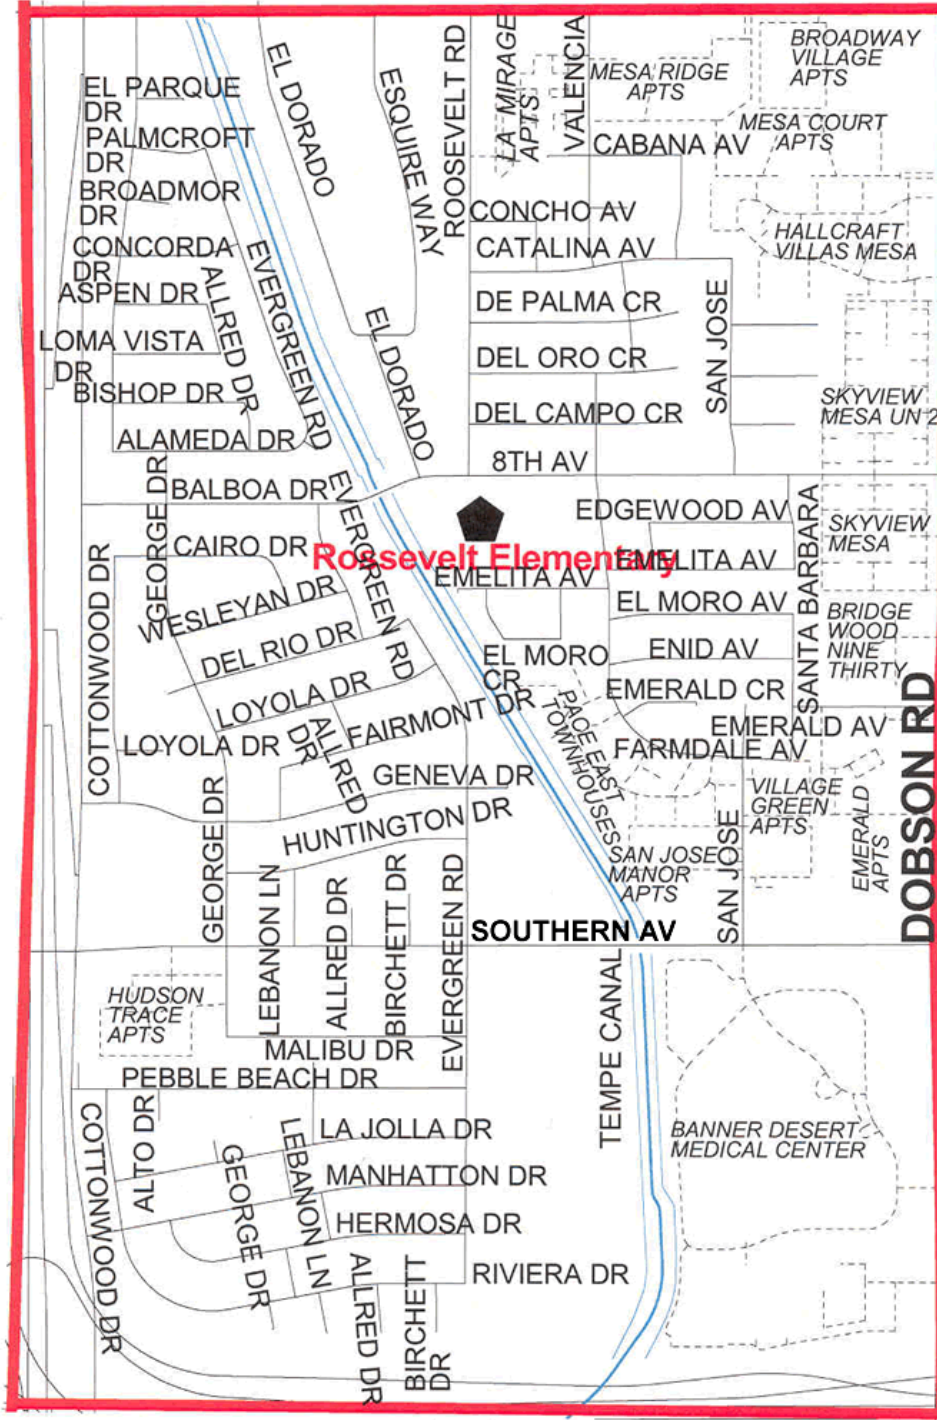 EL PARQUE
DR
PALMCROFT
DR
BROADMOR
DR
CONCORDA
DR
ASPEN DR
LOMA VISTA
DR
BISHOP DR
ALAMEDA DR
ALLRED DR
EVERGREEN RD
EL DORADO
ESQUIRE WAY
EL DORADO
ROOSEVELT RD
LA MIRAGE
APTS
VALENCIA
MESA RIDGE
APTS
BROADWAY
VILLAGE
APTS
CABANA AV
MESA COURT
APTS
CONCHO AV
CATALINA AV
HALLCRAFT
VILLAS MESA
DE PALMA CR
DEL ORO CR
DEL CAMPO CR
SAN JOSE
SKYVIEW
MESA UN 2
8TH AV
BALBOA DR
GEORGE DR
EVERGREEN RD
EDGEWOOD AV
SKYVIEW
MESA
CAIRO DR
Rossevelt Elementary
EMELITA AV
EMELITA AV
SANTA BARBARA
WESLEYAN DR
EL MORO AV
BRIDGE
WOOD
NINE
THIRTY
COTTONWOOD DR
DEL RIO DR
EL MORO
CR
ENID AV
LOYOLA DR
EMERALD CR
FAIRMONT DR
PACE EAST
TOWNHOUSES
EMERALD AV
LOYOLA DR
ALLRED
DR
FARMDALE AV
DOBSON RD
GENEVA DR
VILLAGE
GREEN
APTS
EMERALD
APTS
GEORGE DR
HUNTINGTON DR
SAN JOSE
MANOR
APTS
SAN JOSE
LEBANON LN
ALLRED DR
BIRCHETT DR
EVERGREEN RD
SOUTHERN AV
HUDSON
TRACE
APTS
TEMPE CANAL
MALIBU DR
PEBBLE BEACH DR
COTTONWOOD DR
ALTO DR
LEBANON LN
LA JOLLA DR
BANNER DESERT
MEDICAL CENTER
GEORGE DR
MANHATTON DR
HERMOSA DR
ALLRED DR
BIRCHETT
DR
RIVIERA DR